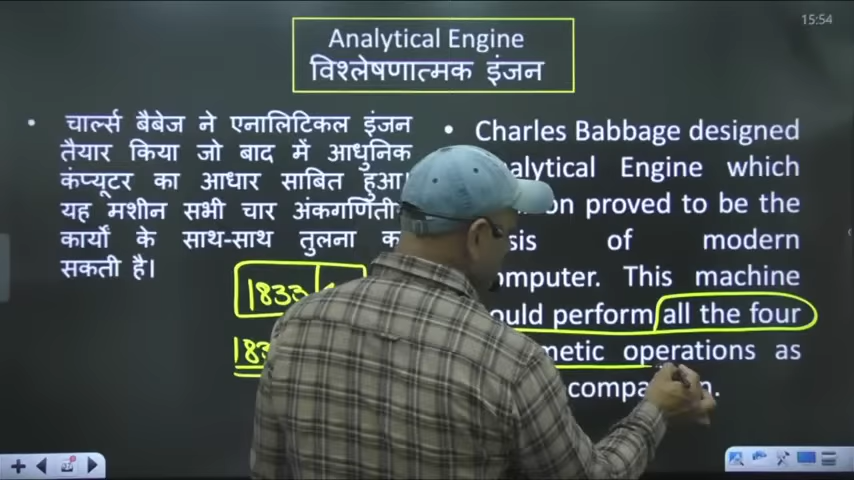 15:54
Analytical Engine
विश्लेषणात्मक इंजन
• चार्ल्स बैबेज ने एनालिटिकल इंजन
तैयार किया जो बाद में आधुनिक
कंप्यूटर का आधार साबित हुआ।
यह मशीन सभी चार अंकगणिती
कार्यों के साथ-साथ तुलना क
सकती है।
1833
183
• Charles Babbage designed
alytical Engine which
on proved to be the
sis of modern
omputer. This machine
ould perform all the four
metic operations as
compa